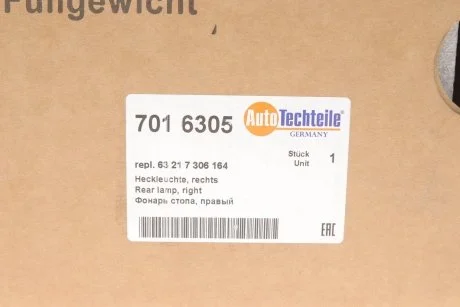 Füllgewicht
701 6305
AutoTechteile®
GERMANY
repl. 63 21 7 306 164
Stück
Unit
1
Heckleuchte, rechts
Rear lamp, right
Фонарь стопа, правый
EAC